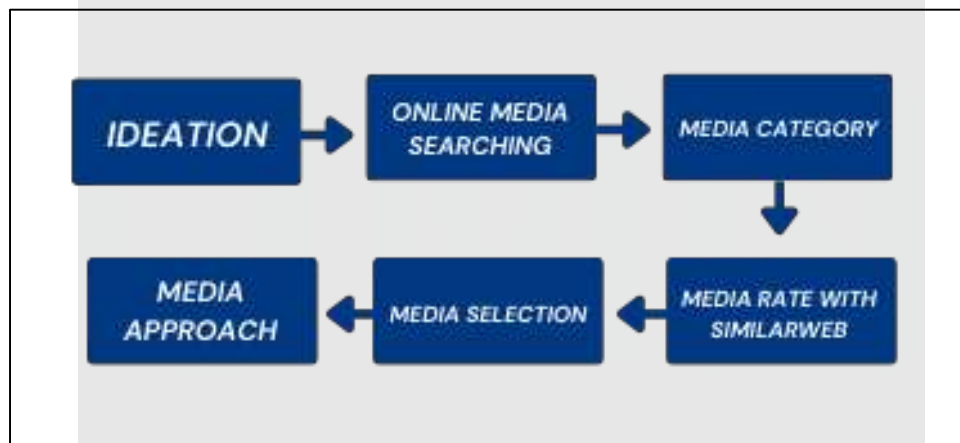 IDEATION
ONLINE MEDIA
SEARCHING
MEDIA CATEGORY
MEDIA RATE WITH
SIMILARWEB
MEDIA SELECTION
MEDIA
APPROACH